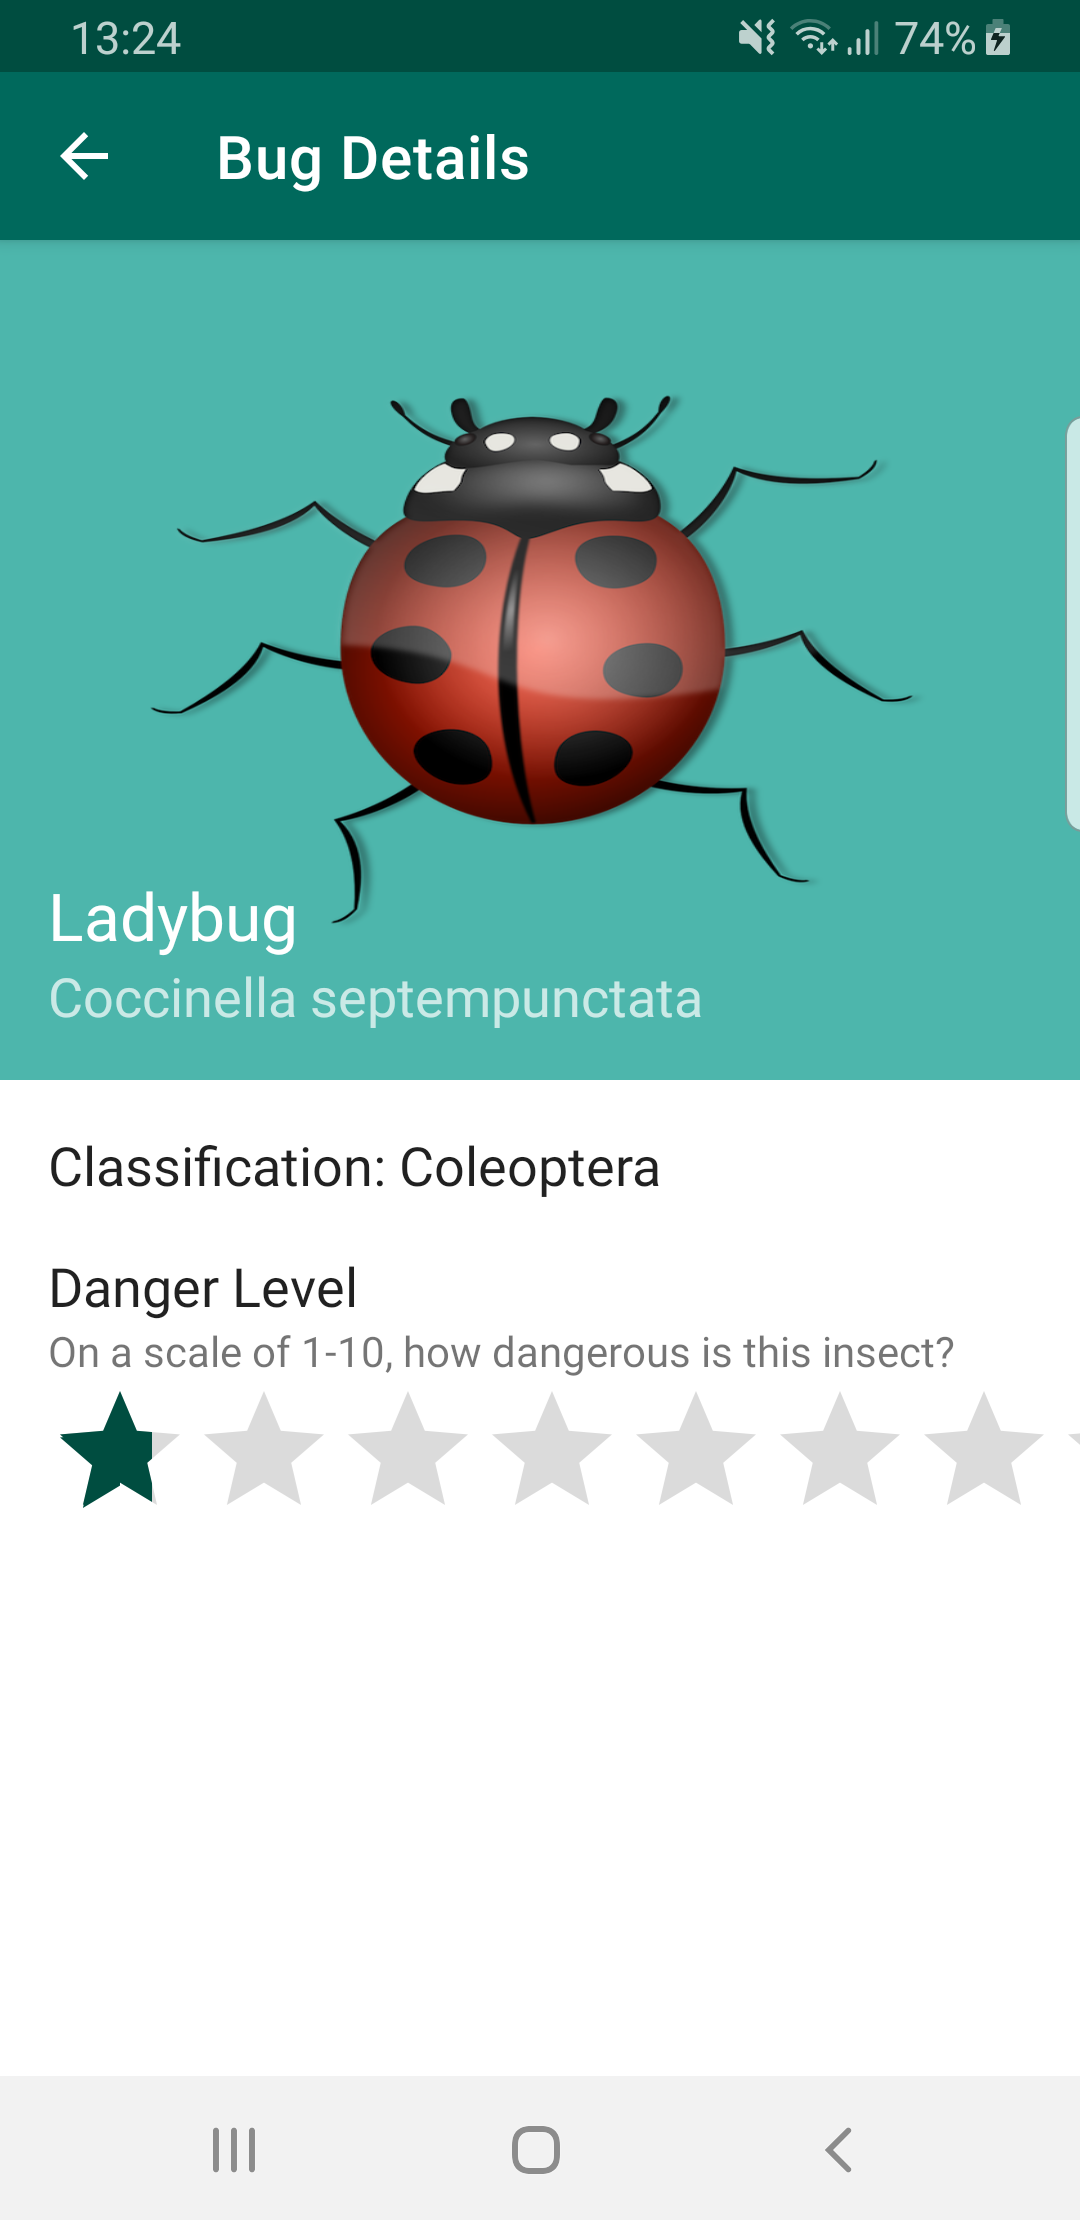 13:24 74%
Bug Details
Ladybug
Coccinella septempunctata
Classification: Coleoptera
Danger Level
On a scale of 1-10, how dangerous is this insect?